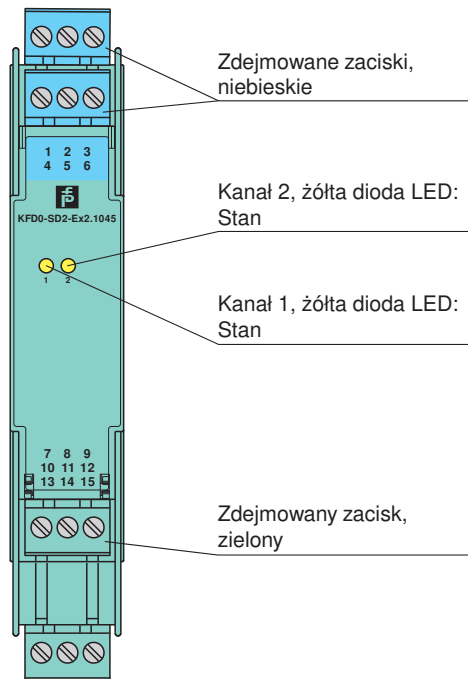 Zdejmowane zaciski,
niebieskie
1 2 3
4 5 6
KFD0-SD2-Ex2.1045
Kanał 2, żółta dioda LED:
Stan
1 2
Kanał 1, żółta dioda LED:
Stan
7 8 9
10 11 12
13 14 15
Zdejmowany zacisk,
zielony